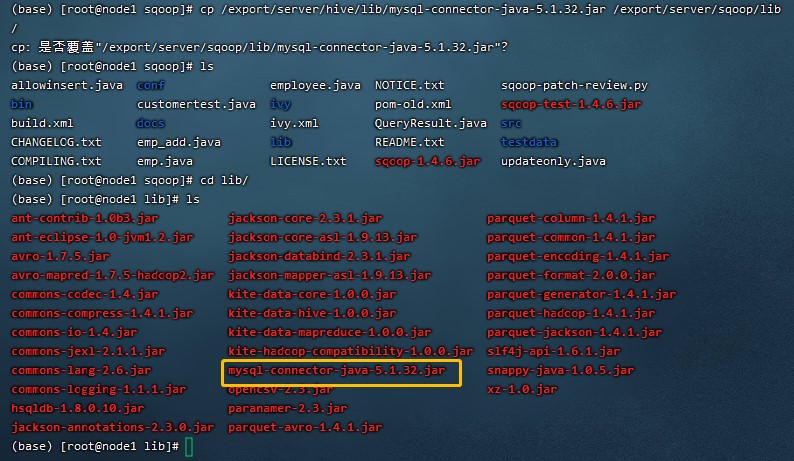 (base) [root@node1 sqoop]# cp /export/server/hive/lib/mysql-connector-java-5.1.32.jar /export/server/sqoop/lib
/
cp: 是否覆盖"/export/server/sqoop/lib/mysql-connector-java-5.1.32.jar"?
(base) [root@node1 sqoop]# ls
allowinsert.java conf employee.java NOTICE.txt sqoop-patch-review.py
bin customertest.java ivy pom-old.xml sqoop-test-1.4.6.jar
build.xml docs ivy.xml QueryResult.java src
CHANGELOG.txt emp_add.java lib README.txt testdata
COMPILING.txt emp.java LICENSE.txt sqoop-1.4.6.jar updateonly.java
(base) [root@node1 sqoop]# cd lib/
(base) [root@node1 lib]# ls
ant-contrib-1.0b3.jar jackson-core-2.3.1.jar parquet-column-1.4.1.jar
ant-eclipse-1.0-jvm1.2.jar jackson-core-asl-1.9.13.jar parquet-common-1.4.1.jar
avro-1.7.5.jar jackson-databind-2.3.1.jar parquet-encoding-1.4.1.jar
avro-mapred-1.7.5-hadoop2.jar jackson-mapper-asl-1.9.13.jar parquet-format-2.0.0.jar
commons-codec-1.4.jar kite-data-core-1.0.0.jar parquet-generator-1.4.1.jar
commons-compress-1.4.1.jar kite-data-hive-1.0.0.jar parquet-hadoop-1.4.1.jar
commons-io-1.4.jar kite-data-mapreduce-1.0.0.jar parquet-jackson-1.4.1.jar
commons-jexl-2.1.1.jar kite-hadoop-compatibility-1.0.0.jar slf4j-api-1.6.1.jar
commons-lang-2.6.jar mysql-connector-java-5.1.32.jar snappy-java-1.0.5.jar
commons-logging-1.1.1.jar opencsv-2.3.jar xz-1.0.jar
hsqldb-1.8.0.10.jar paranamer-2.3.jar
jackson-annotations-2.3.0.jar parquet-avro-1.4.1.jar
(base) [root@node1 lib]#